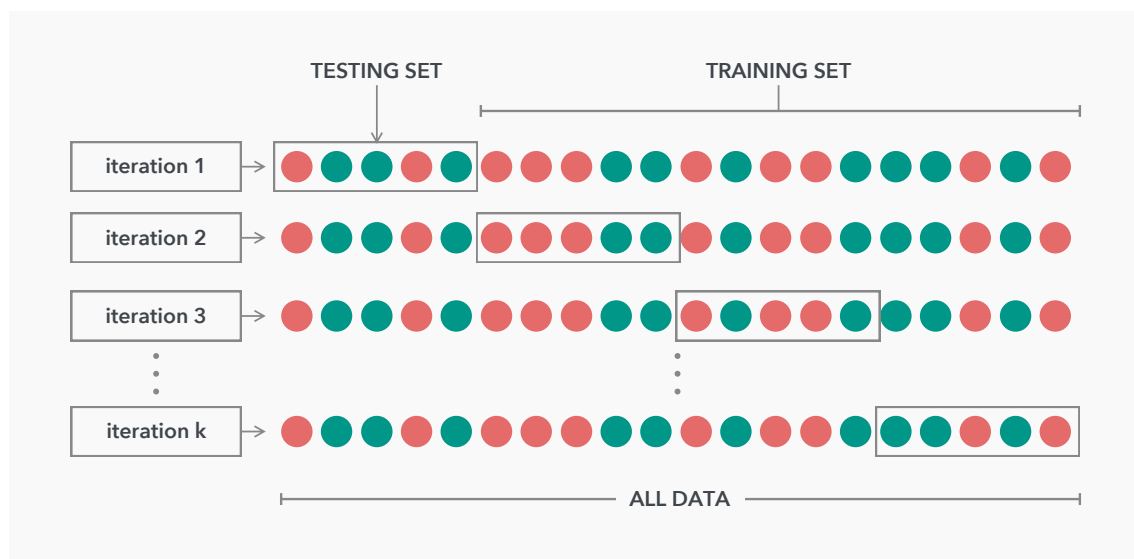 TESTING SET
TRAINING SET
iteration 1
iteration 2
iteration 3
iteration k
ALL DATA